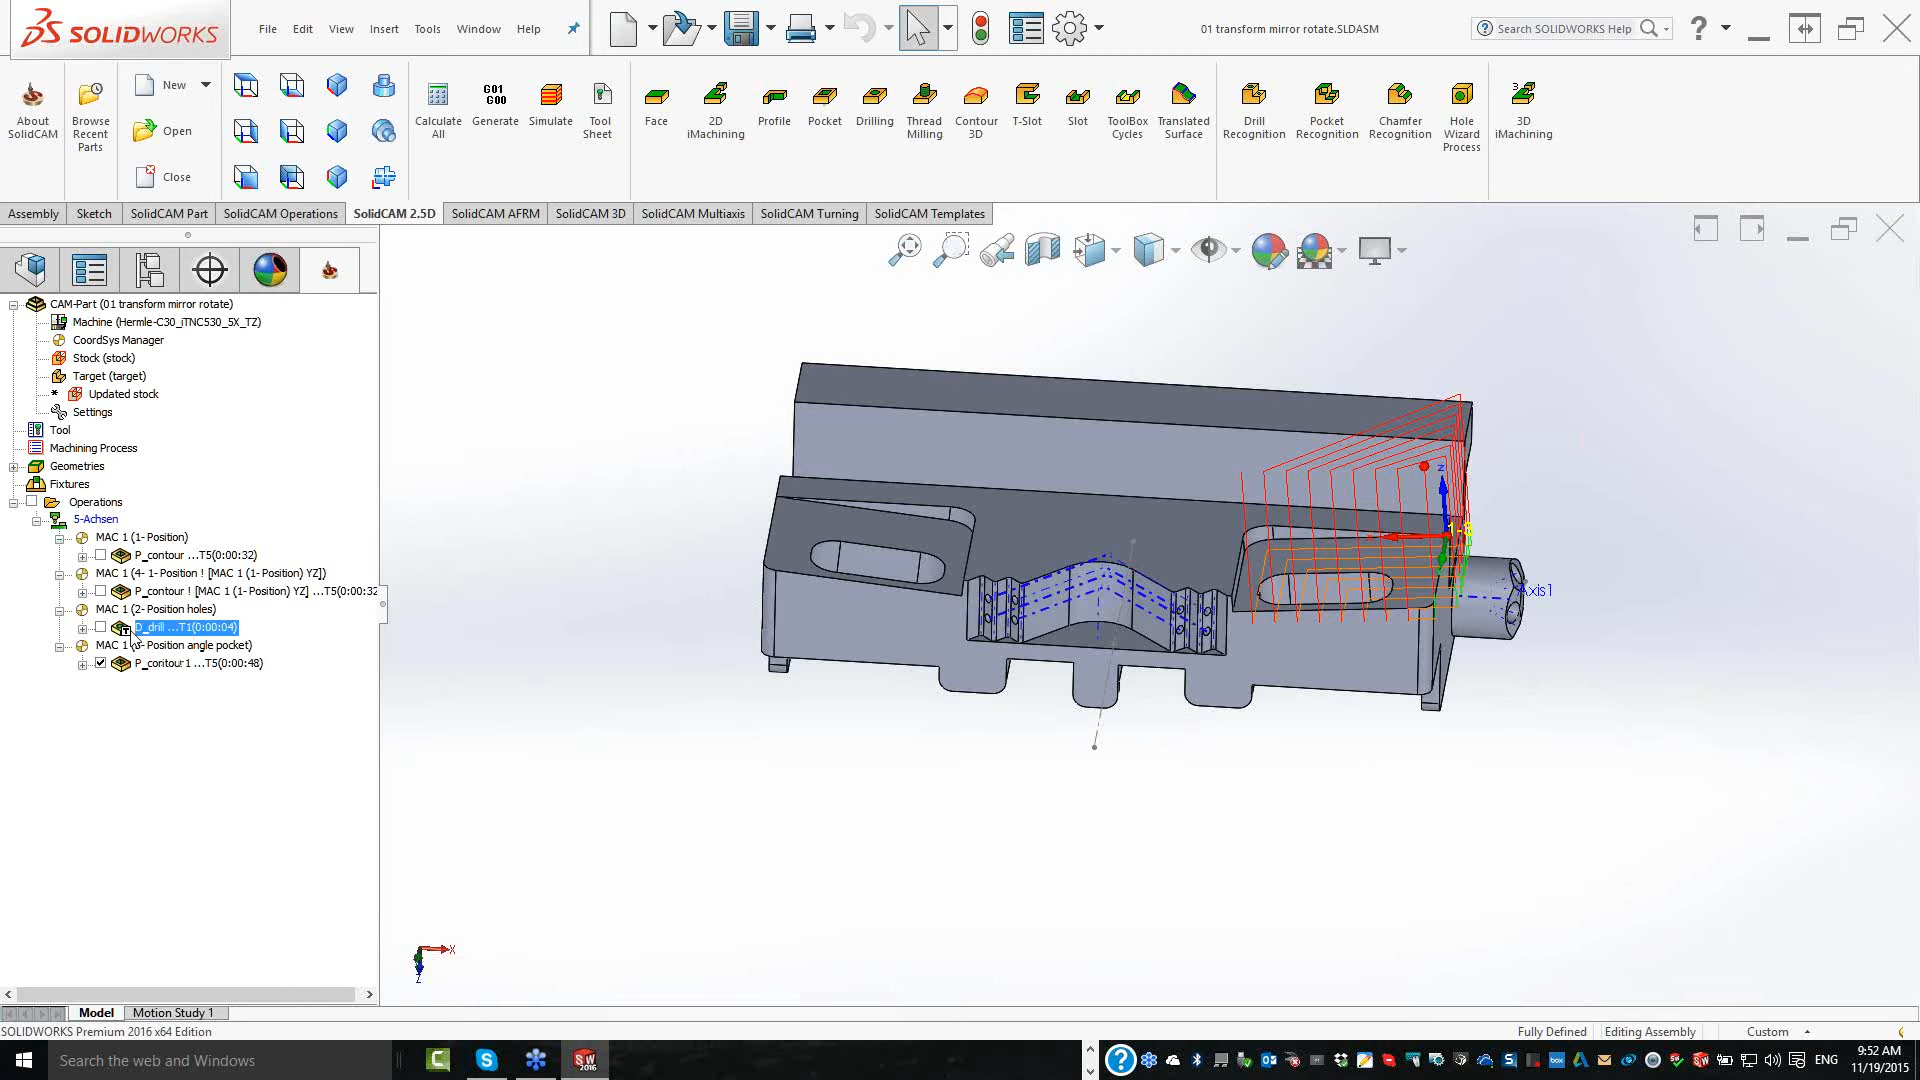 SOLIDWORKS
File Edit View Insert Tools Window Help
01 transform mirror rotate.SLDASM
Search SOLIDWORKS Help
About SolidCAM
Browse Recent Parts
New
Open
Close
Calculate All
G01 G00
Generate
Simulate
Tool Sheet
Face
2D iMachining
Profile
Pocket
Drilling
Thread Milling
Contour 3D
T-Slot
Slot
ToolBox Cycles
Translated Surface
Drill Recognition
Pocket Recognition
Chamfer Recognition
Hole Wizard Process
3D iMachining
Assembly Sketch SolidCAM Part SolidCAM Operations SolidCAM 2.5D SolidCAM AFRM SolidCAM 3D SolidCAM Multiaxis SolidCAM Turning SolidCAM Templates
CAM-Part (01 transform mirror rotate)
Machine (Hermle-C30_iTNC530_5X_TZ)
CoordSys Manager
Stock (stock)
Target (target)
* Updated stock
Settings
Tool
Machining Process
Geometries
Fixtures
Operations
5-Achsen
MAC 1 (1- Position)
P_contour ...T5(0:00:32)
MAC 1 (4- 1- Position ! [MAC 1 (1- Position) YZ])
P_contour ! [MAC 1 (1- Position) YZ] ...T5(0:00:32
MAC 1 (2- Position holes)
D_drill ...T1(0:00:04)
MAC 1 - Position angle pocket)
P_contour1 ...T5(0:00:48)
Z
Axis1
X
Z
Model Motion Study 1
SOLIDWORKS Premium 2016 x64 Edition
Fully Defined Editing Assembly Custom
Search the web and Windows
ENG
9:52 AM
11/19/2015